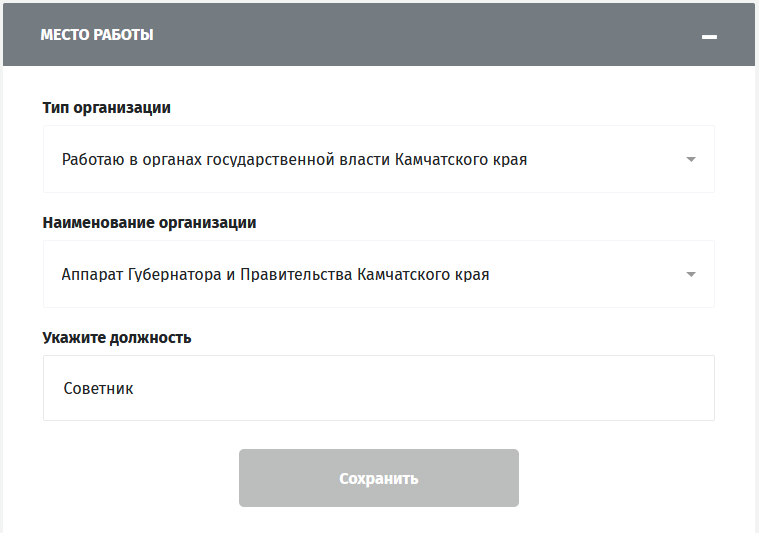 МЕСТО РАБОТЫ
Тип организации
Работаю в органах государственной власти Камчатского края
Наименование организации
Аппарат Губернатора и Правительства Камчатского края
Укажите должность
Советник
Сохранить